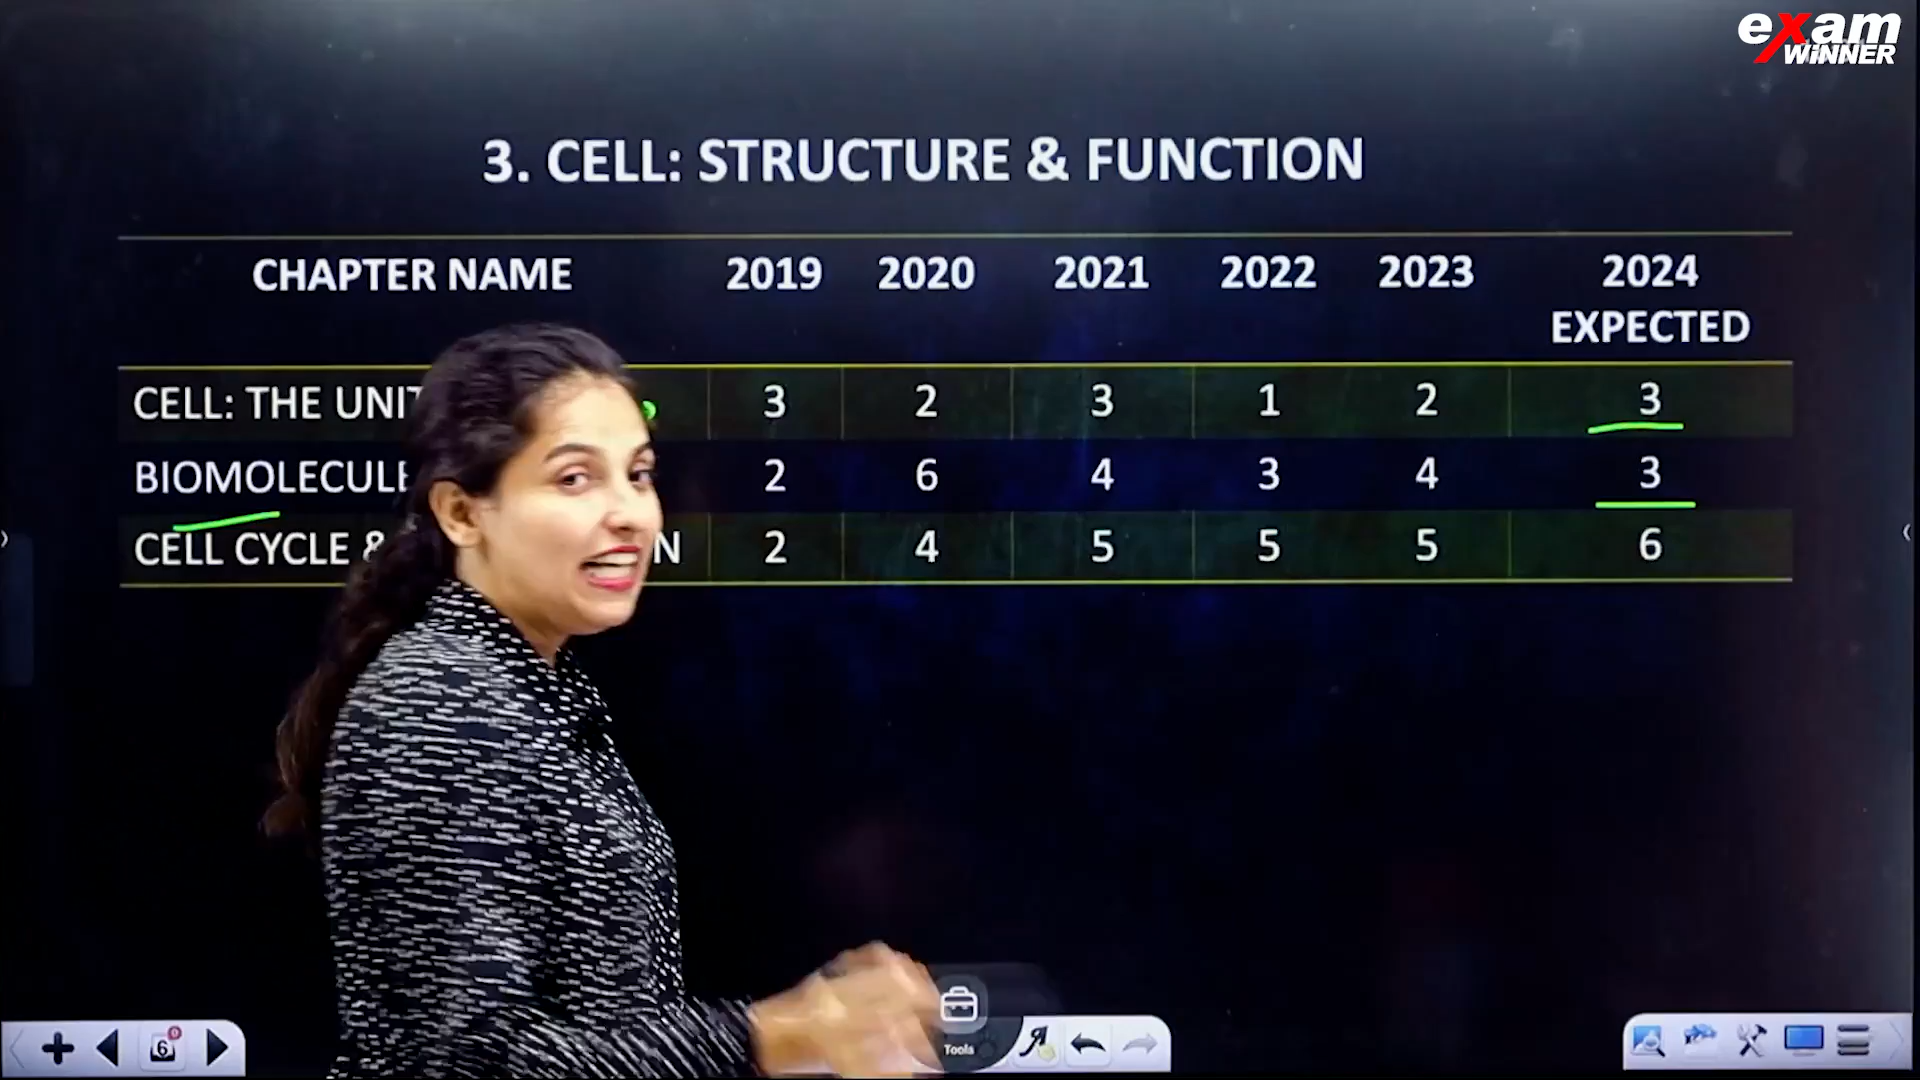 exam
WINNER
3. CELL: STRUCTURE & FUNCTION
CHAPTER NAME 2019 2020 2021 2022 2023 2024
EXPECTED
CELL: THE UNIT 3 2 3 1 2 3
BIOMOLECULE 2 6 4 3 4 3
CELL CYCLE & N 2 4 5 5 5 6
6
Tools